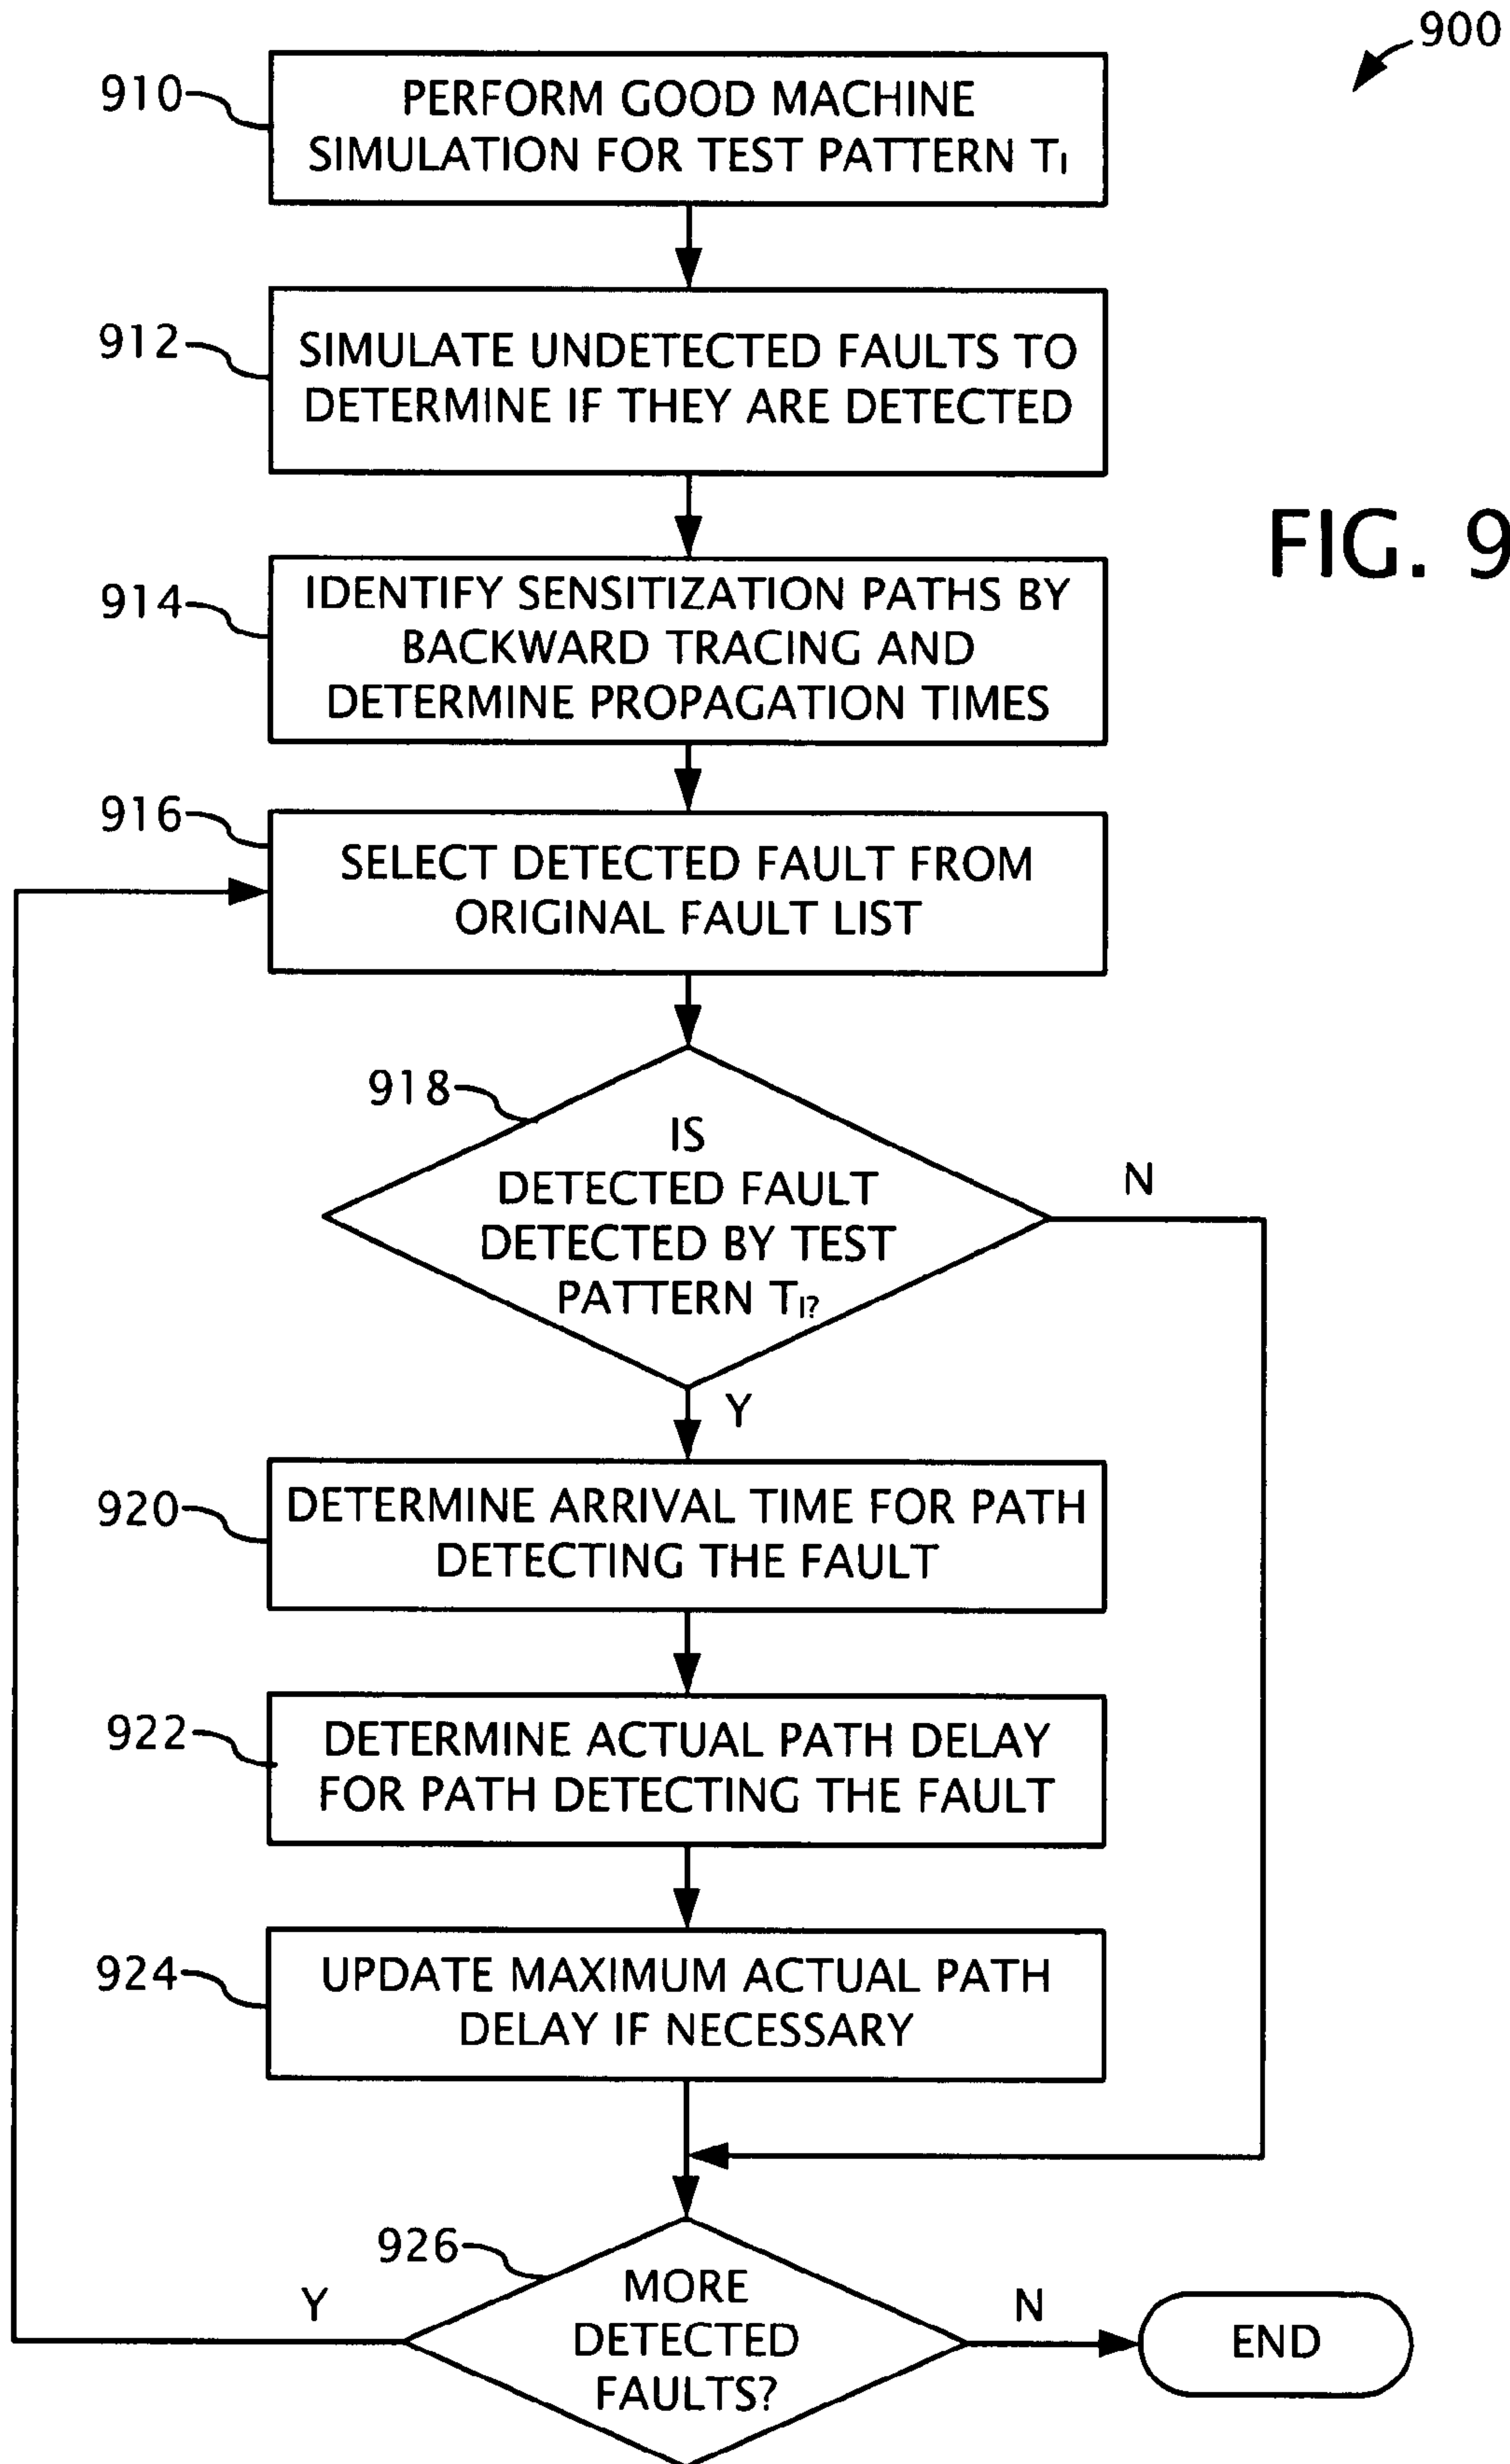 900
910
PERFORM GOOD MACHINE
SIMULATION FOR TEST PATTERN TI
912
SIMULATE UNDETECTED FAULTS TO
DETERMINE IF THEY ARE DETECTED
FIG. 9
914
IDENTIFY SENSITIZATION PATHS BY
BACKWARD TRACING AND
DETERMINE PROPAGATION TIMES
916
SELECT DETECTED FAULT FROM
ORIGINAL FAULT LIST
918
IS
DETECTED FAULT
DETECTED BY TEST
PATTERN TI?
N
Y
920
DETERMINE ARRIVAL TIME FOR PATH
DETECTING THE FAULT
922
DETERMINE ACTUAL PATH DELAY
FOR PATH DETECTING THE FAULT
924
UPDATE MAXIMUM ACTUAL PATH
DELAY IF NECESSARY
926
MORE
DETECTED
FAULTS?
Y
N
END